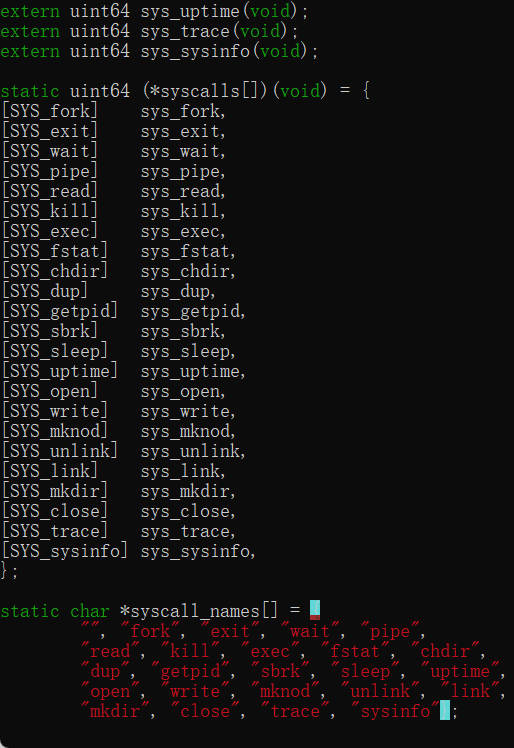 extern uint64 sys_uptime(void);
extern uint64 sys_trace(void);
extern uint64 sys_sysinfo(void);

static uint64 (*syscalls[])(void) = {
[SYS_fork]    sys_fork,
[SYS_exit]    sys_exit,
[SYS_wait]    sys_wait,
[SYS_pipe]    sys_pipe,
[SYS_read]    sys_read,
[SYS_kill]    sys_kill,
[SYS_exec]    sys_exec,
[SYS_fstat]   sys_fstat,
[SYS_chdir]   sys_chdir,
[SYS_dup]     sys_dup,
[SYS_getpid]  sys_getpid,
[SYS_sbrk]    sys_sbrk,
[SYS_sleep]   sys_sleep,
[SYS_uptime]  sys_uptime,
[SYS_open]    sys_open,
[SYS_write]   sys_write,
[SYS_mknod]   sys_mknod,
[SYS_unlink]  sys_unlink,
[SYS_link]    sys_link,
[SYS_mkdir]   sys_mkdir,
[SYS_close]   sys_close,
[SYS_trace]   sys_trace,
[SYS_sysinfo] sys_sysinfo,
};

static char *syscall_names[] = {
        "", "fork", "exit", "wait", "pipe",
        "read", "kill", "exec", "fstat", "chdir",
        "dup", "getpid", "sbrk", "sleep", "uptime",
        "open", "write", "mknod", "unlink", "link",
        "mkdir", "close", "trace", "sysinfo"};